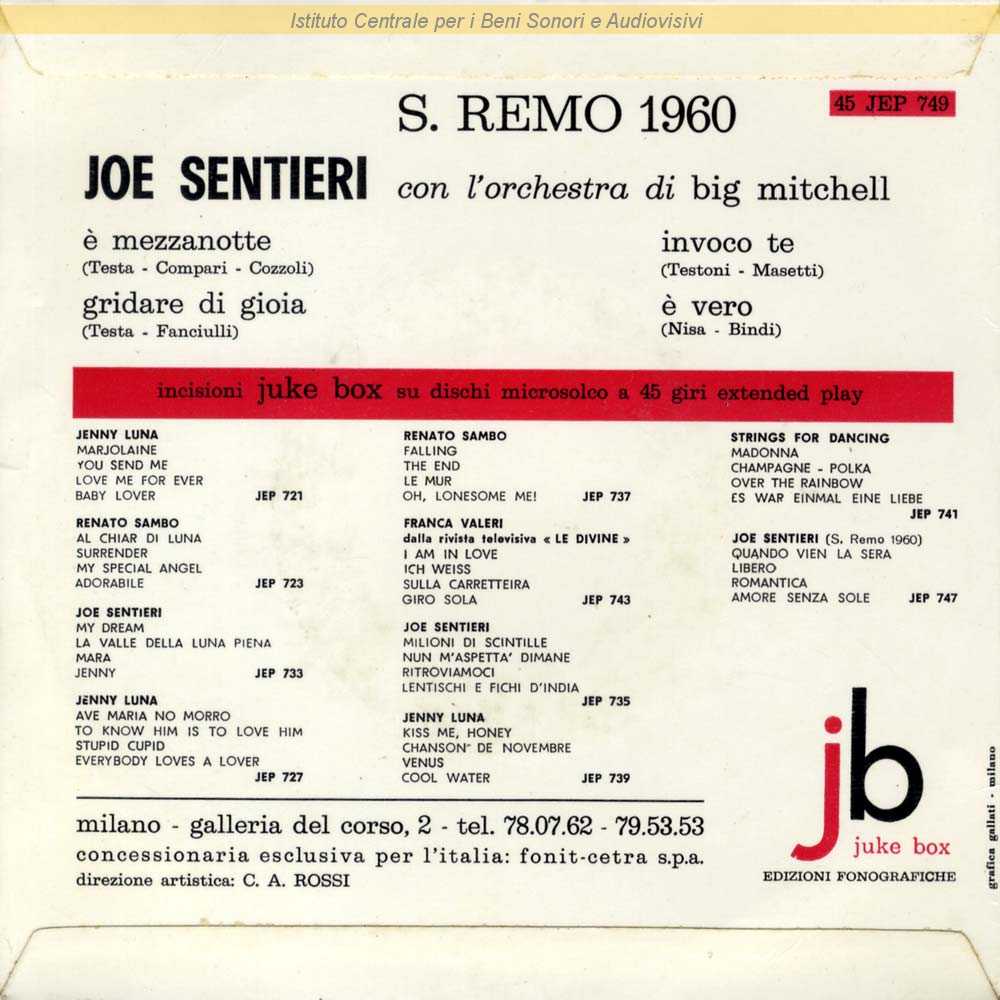 Istituto Centrale per i Beni Sonori e Audiovisivi
S. REMO 1960
45 JEP 749
JOE SENTIERI con l'orchestra di big mitchell
è mezzanotte
(Testa - Compari - Cozzoli)
gridare di gioia
(Testa - Fanciulli)
invoco te
(Testoni - Masetti)
è vero
(Nisa - Bindi)
incisioni juke box su dischi microsolco a 45 giri extended play
JENNY LUNA
MARJOLAINE
YOU SEND ME
LOVE ME FOR EVER
BABY LOVER JEP 721
RENATO SAMBO
AL CHIAR DI LUNA
SURRENDER
MY SPECIAL ANGEL
ADORABILE JEP 723
JOE SENTIERI
MY DREAM
LA VALLE DELLA LUNA PIENA
MARA
JENNY JEP 733
JENNY LUNA
AVE MARIA NO MORRO
TO KNOW HIM IS TO LOVE HIM
STUPID CUPID
EVERYBODY LOVES A LOVER
JEP 727
RENATO SAMBO
FALLING
THE END
LE MUR
OH, LONESOME ME! JEP 737
FRANCA VALERI
dalla rivista televisiva « LE DIVINE »
I AM IN LOVE
ICH WEISS
SULLA CARRETTEIRA
GIRO SOLA JEP 743
JOE SENTIERI
MILIONI DI SCINTILLE
NUN M'ASPETTA' DIMANE
RITROVIAMOCI
LENTISCHI E FICHI D'INDIA
JEP 735
JENNY LUNA
KISS ME, HONEY
CHANSON DE NOVEMBRE
VENUS
COOL WATER JEP 739
STRINGS FOR DANCING
MADONNA
CHAMPAGNE - POLKA
OVER THE RAINBOW
ES WAR EINMAL EINE LIEBE
JEP 741
JOE SENTIERI (S. Remo 1960)
QUANDO VIEN LA SERA
LIBERO
ROMANTICA
AMORE SENZA SOLE JEP 747
milano - galleria del corso, 2 - tel. 78.07.62 - 79.53.53
concessionaria esclusiva per l'italia: fonit-cetra s.p.a.
direzione artistica: C. A. ROSSI
jb
juke box
EDIZIONI FONOGRAFICHE
grafica gallati - milano